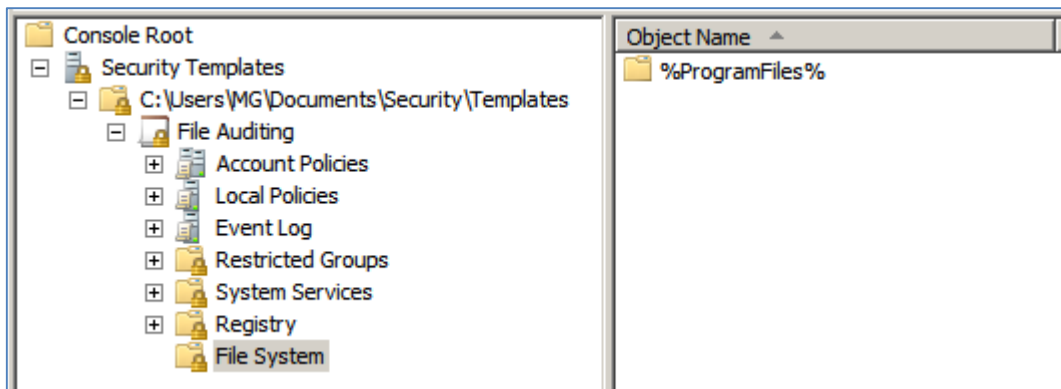 Console Root
Security Templates
C:\Users\MG\Documents\Security\Templates
File Auditing
Account Policies
Local Policies
Event Log
Restricted Groups
System Services
Registry
File System
Object Name
%ProgramFiles%